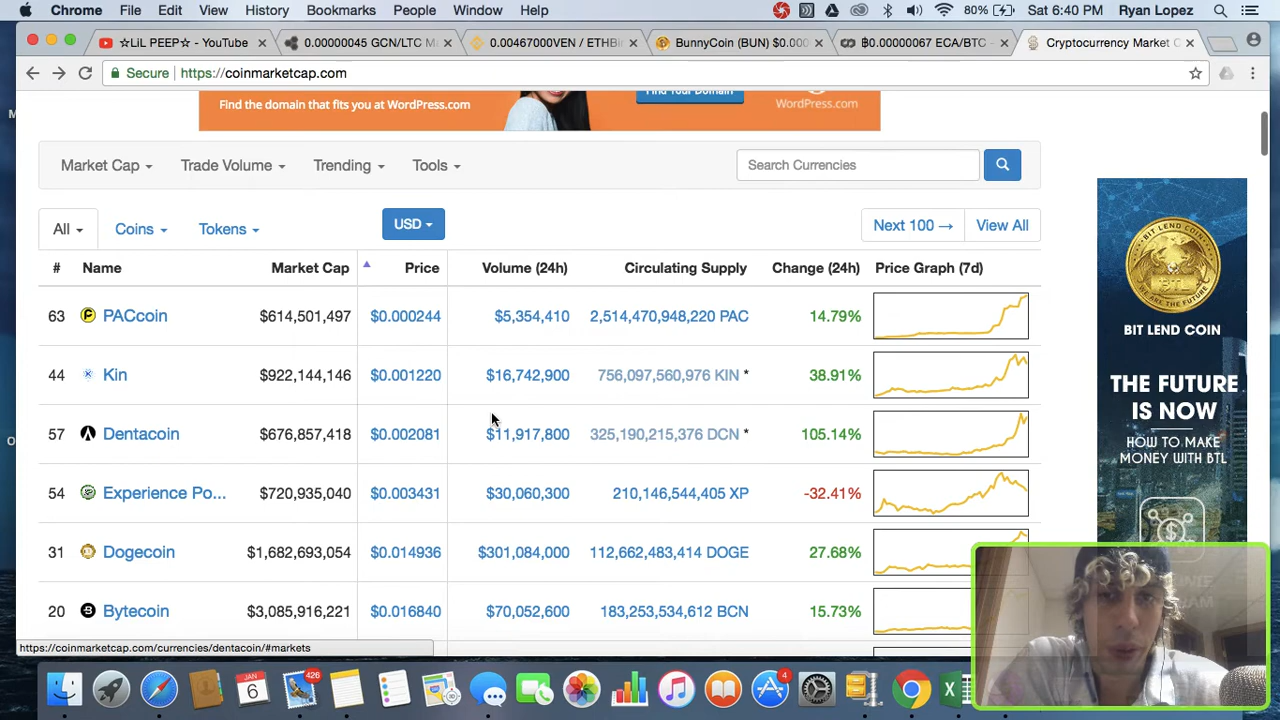 Chrome File Edit View History Bookmarks People Window Help 80% Sat 6:40 PM Ryan Lopez
☆LiL PEEP☆ - YouTube 0.00000045 GCN/LTC M 0.00467000VEN / ETHBi BunnyCoin (BUN) $0.00 ฿0.00000067 ECA/BTC - Cryptocurrency Market C
Secure https://coinmarketcap.com
Find the domain that fits you at WordPress.com Find Your Domain WordPress.com
Market Cap Trade Volume Trending Tools Search Currencies
All Coins Tokens USD Next 100 → View All
# Name Market Cap Price Volume (24h) Circulating Supply Change (24h) Price Graph (7d)
63 PACcoin $614,501,497 $0.000244 $5,354,410 2,514,470,948,220 PAC 14.79%
44 Kin $922,144,146 $0.001220 $16,742,900 756,097,560,976 KIN * 38.91%
57 Dentacoin $676,857,418 $0.002081 $11,917,800 325,190,215,376 DCN * 105.14%
54 Experience Po... $720,935,040 $0.003431 $30,060,300 210,146,544,405 XP -32.41%
31 Dogecoin $1,682,693,054 $0.014936 $301,084,000 112,662,483,414 DOGE 27.68%
20 Bytecoin $3,085,916,221 $0.016840 $70,052,600 183,253,534,612 BCN 15.73%
BTL
BIT LEND COIN
THE FUTURE
IS NOW
HOW TO MAKE
MONEY WITH BTL
https://coinmarketcap.com/currencies/dentacoin/#markets
JAN
6
426
4